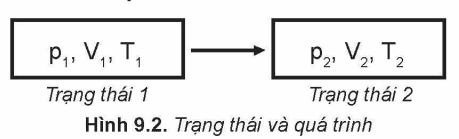 p₁, V₁, T₁ p₂, V₂, T₂
Trạng thái 1 Trạng thái 2
Hình 9.2. Trạng thái và quá trình